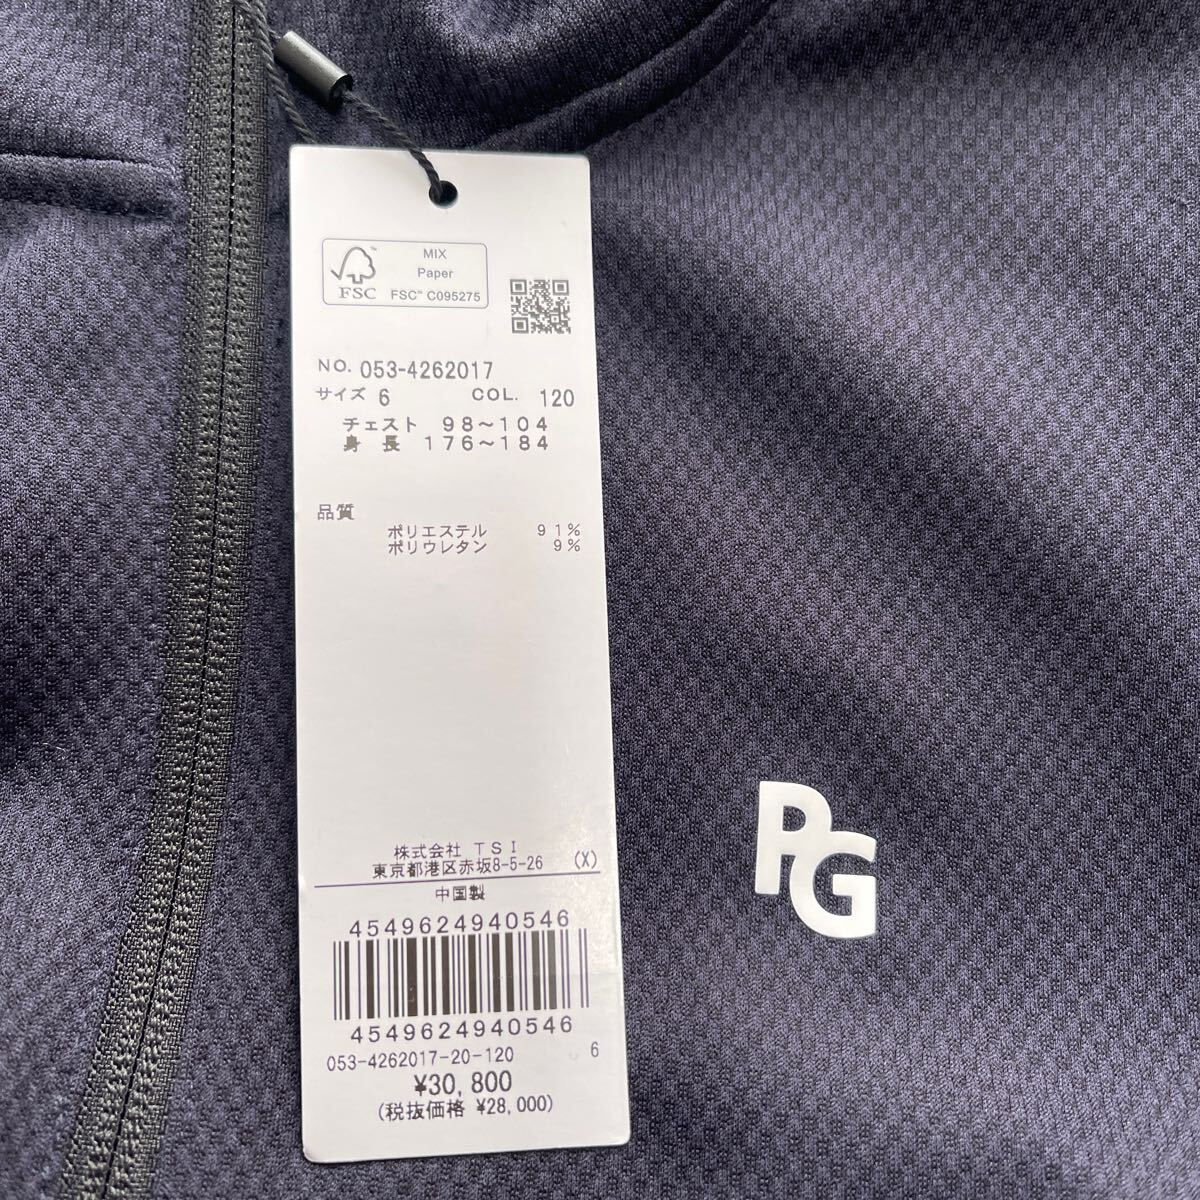 MIX
Paper
FSC™ C095275
FSC
NO. 053-4262017
サイズ 6 COL. 120
チェスト 98～104
身長 176～184
品質
ポリエステル 91%
ポリウレタン 9%
株式会社 TSI
東京都港区赤坂8-5-26 (X)
中国製
4549624940546
4549624940546
053-4262017-20-120 6
¥30,800
(税抜価格 ¥28,000)
PG